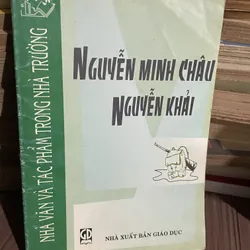 NHÀ VĂN VÀ TÁC PHẨM TRONG NHÀ TRƯỜNG
NGUYỄN MINH CHÂU
NGUYỄN KHẢI
NHÀ XUẤT BẢN GIÁO DỤC